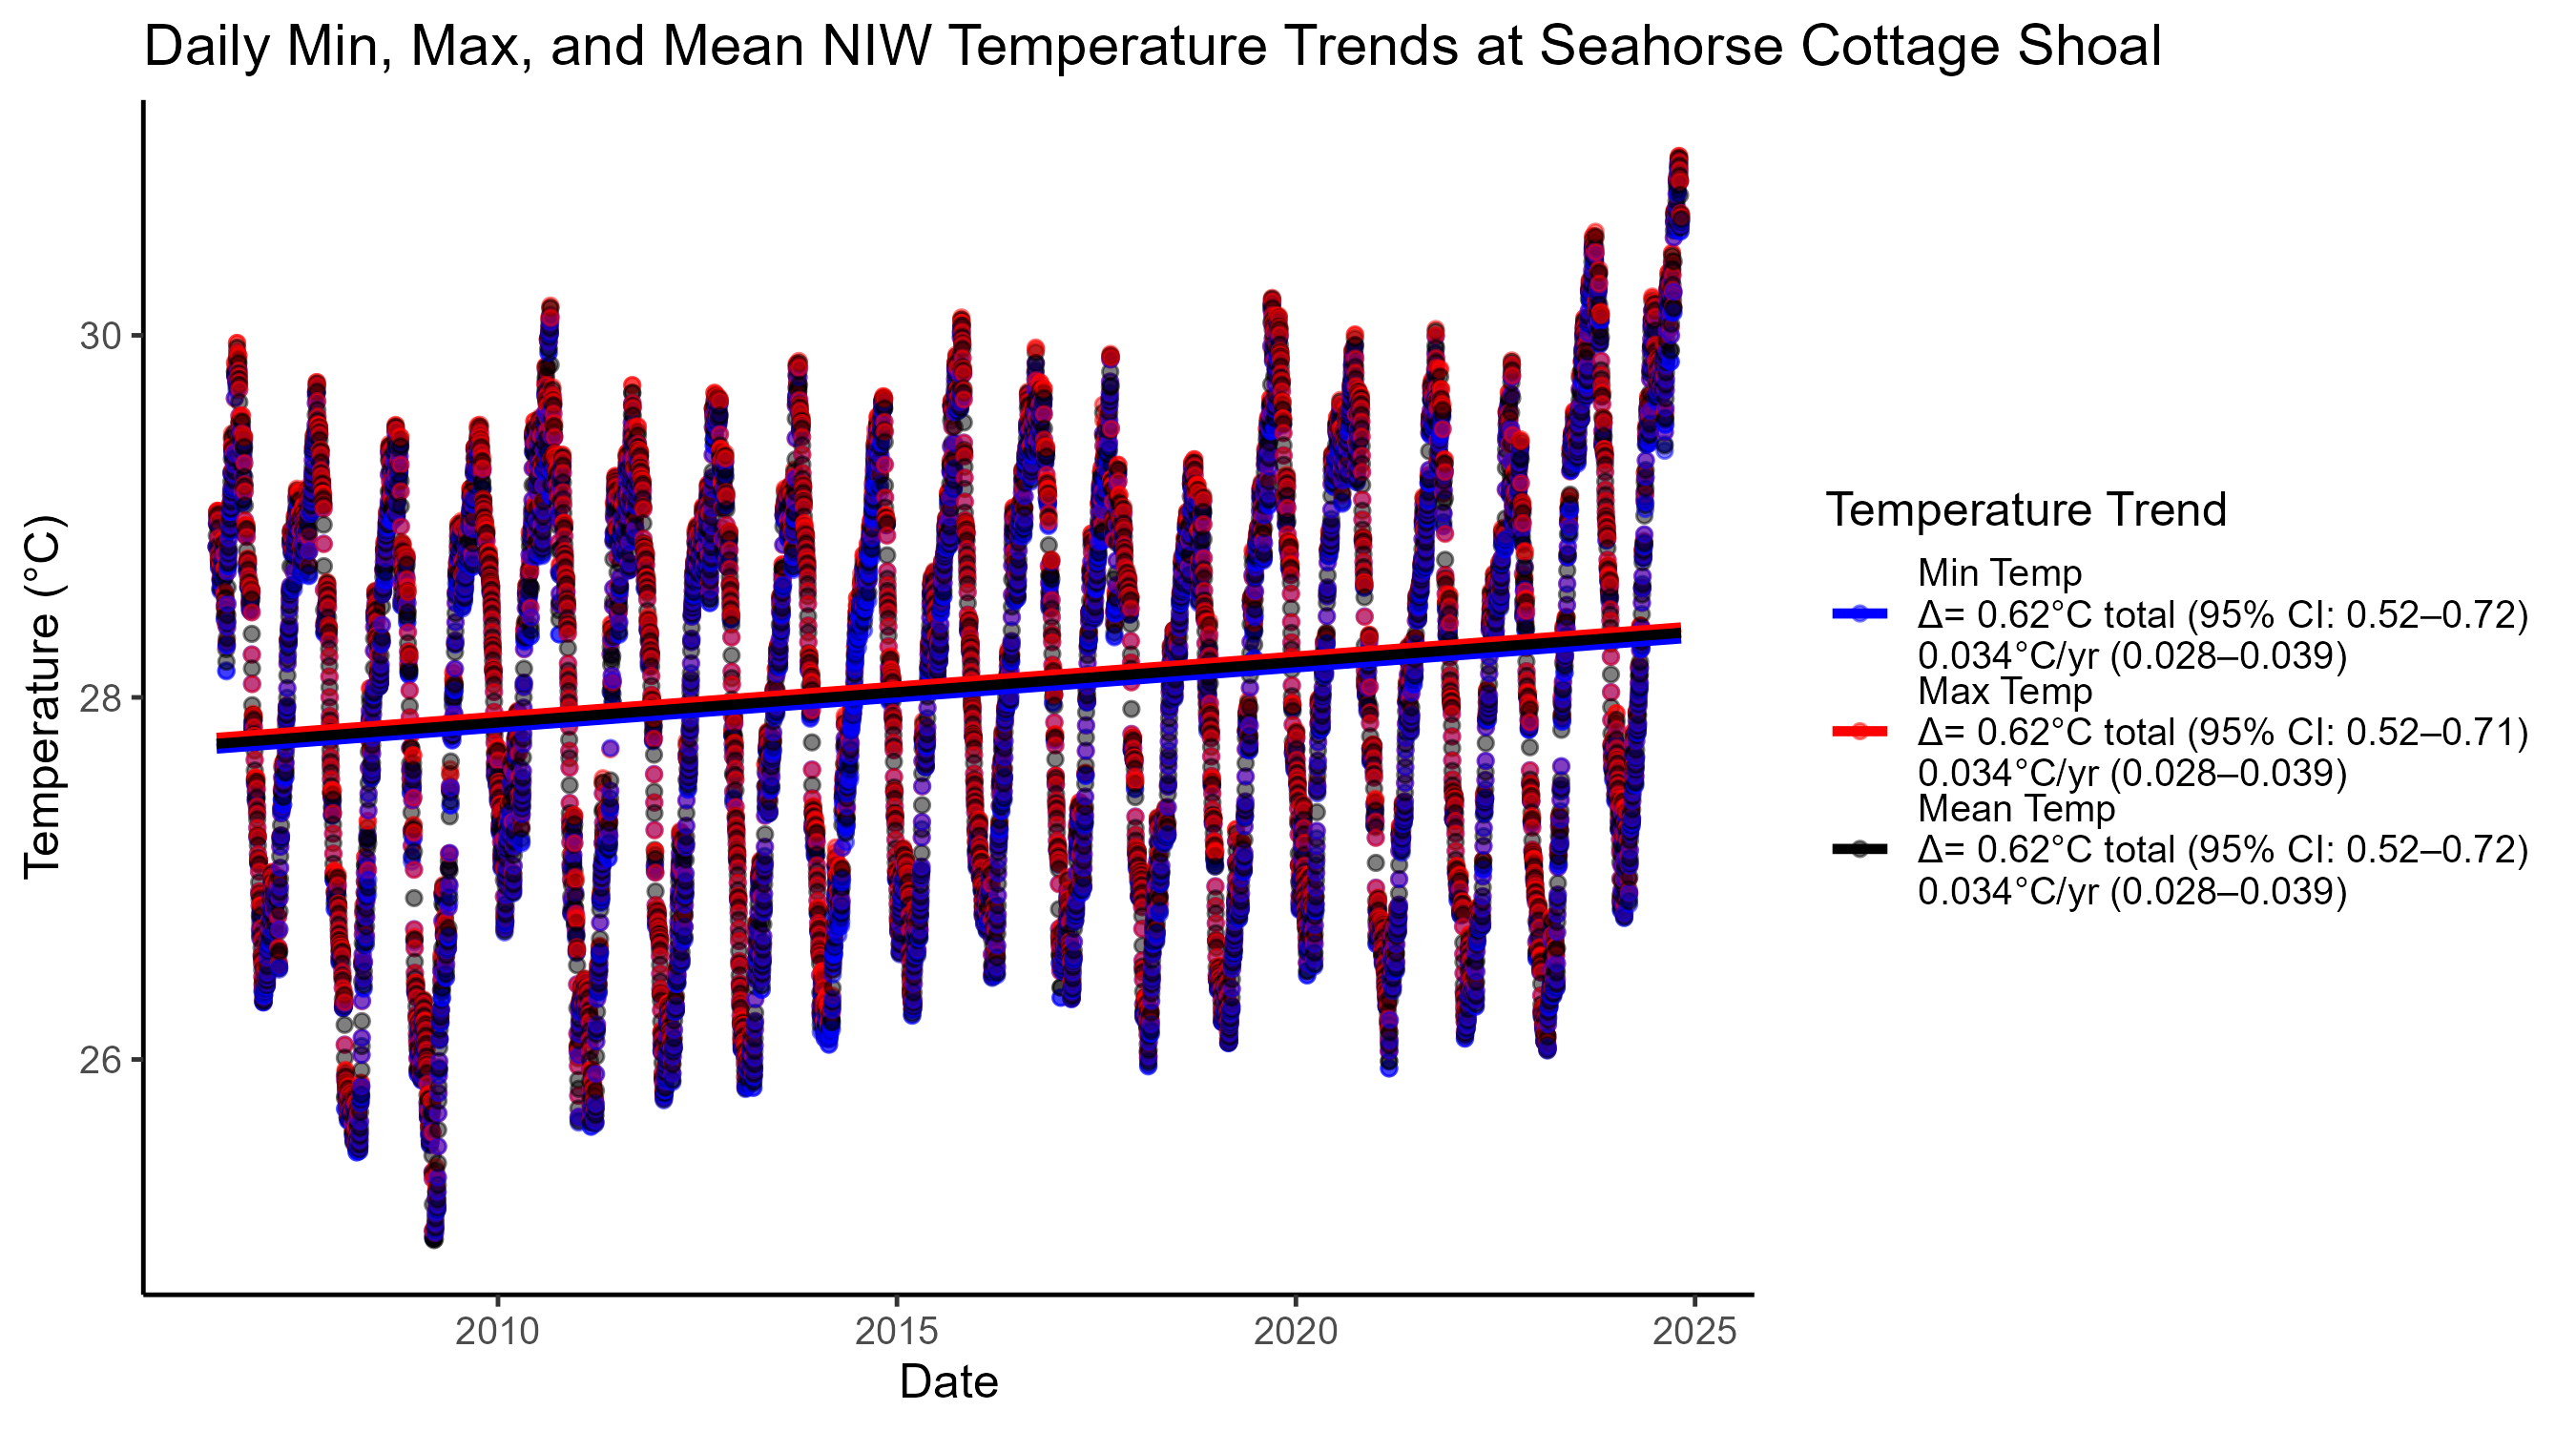 Daily Min, Max, and Mean NIW Temperature Trends at Seahorse Cottage Shoal
Temperature (°C)
30
28
26
2010
2015
2020
2025
Date
Temperature Trend
Min Temp
Δ= 0.62°C total (95% CI: 0.52–0.72)
0.034°C/yr (0.028–0.039)
Max Temp
Δ= 0.62°C total (95% CI: 0.52–0.71)
0.034°C/yr (0.028–0.039)
Mean Temp
Δ= 0.62°C total (95% CI: 0.52–0.72)
0.034°C/yr (0.028–0.039)